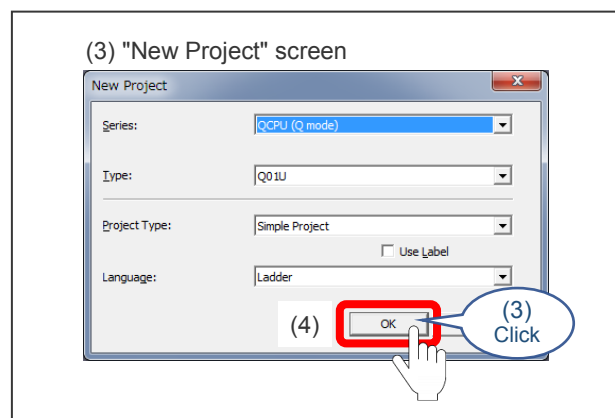 (3) "New Project" screen
New Project
Series: QCPU (Q mode)
Type: Q01U
Project Type: Simple Project
Use Label
Language: Ladder
(4) OK (3)
Click